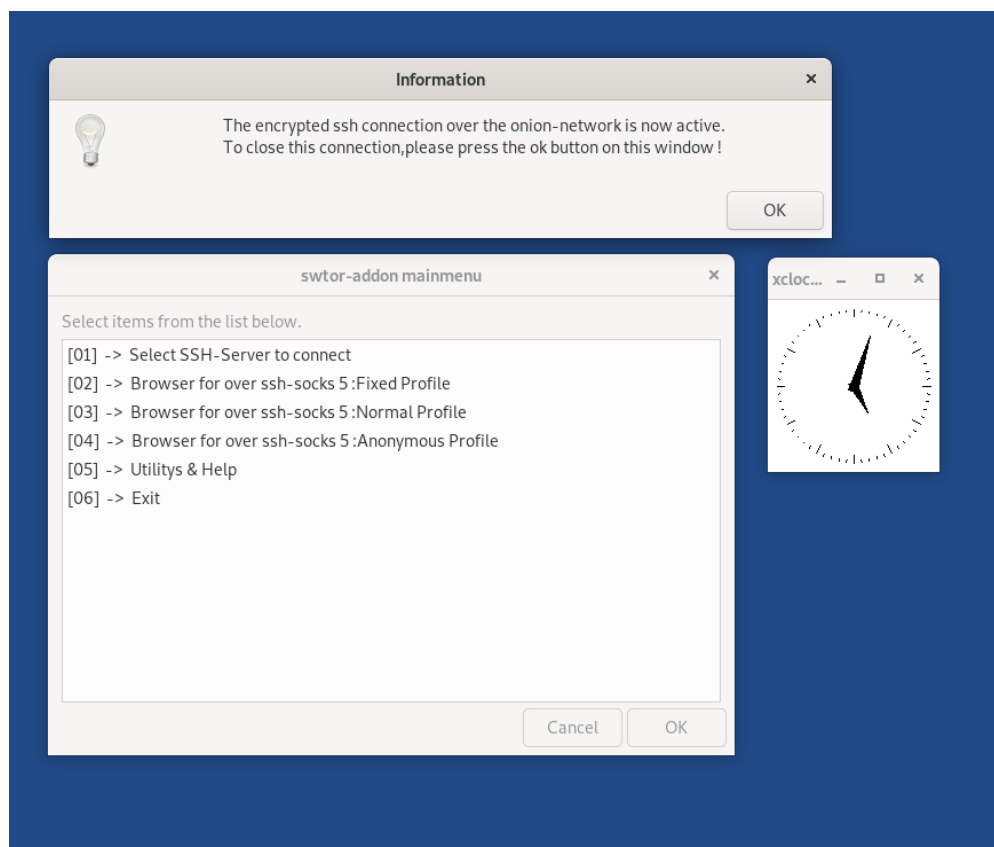 Information
The encrypted ssh connection over the onion-network is now active.
To close this connection,please press the ok button on this window !
OK
swtor-addon mainmenu
xcloc...
Select items from the list below.
[01] -> Select SSH-Server to connect
[02] -> Browser for over ssh-socks 5 :Fixed Profile
[03] -> Browser for over ssh-socks 5 :Normal Profile
[04] -> Browser for over ssh-socks 5 :Anonymous Profile
[05] -> Utilitys & Help
[06] -> Exit
Cancel OK